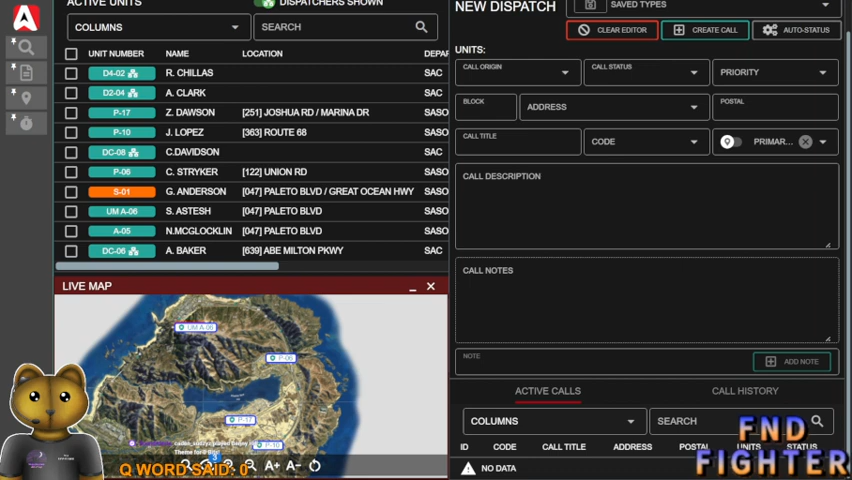 ACTIVE UNITS
DISPATCHERS SHOWN
COLUMNS
SEARCH
UNIT NUMBER NAME LOCATION DEPAR
D4-02 R. CHILLAS SAC
D2-04 A. CLARK SAC
P-17 Z. DAWSON [251] JOSHUA RD / MARINA DR SASO
P-10 J. LOPEZ [363] ROUTE 68 SASO
DC-08 C.DAVIDSON SAC
P-06 C. STRYKER [122] UNION RD SASO
S-01 G. ANDERSON [047] PALETO BLVD / GREAT OCEAN HWY SASO
UM A-06 S. ASTESH [047] PALETO BLVD SASO
A-05 N.MCGLOCKLIN [047] PALETO BLVD SASO
DC-06 A. BAKER [639] ABE MILTON PKWY SAC
LIVE MAP
UM A-06
P-06
P-17
P-10
3
A+ A-
Q WORD SAID: 0
NEW DISPATCH
SAVED TYPES
CLEAR EDITOR
CREATE CALL
AUTO-STATUS
UNITS:
CALL ORIGIN
CALL STATUS
PRIORITY
BLOCK
ADDRESS
POSTAL
CALL TITLE
CODE
PRIMAR...
CALL DESCRIPTION
CALL NOTES
NOTE
ADD NOTE
ACTIVE CALLS
CALL HISTORY
COLUMNS
SEARCH
ID CODE CALL TITLE ADDRESS POSTAL UNITS STATUS
NO DATA
FND
FIGHTER